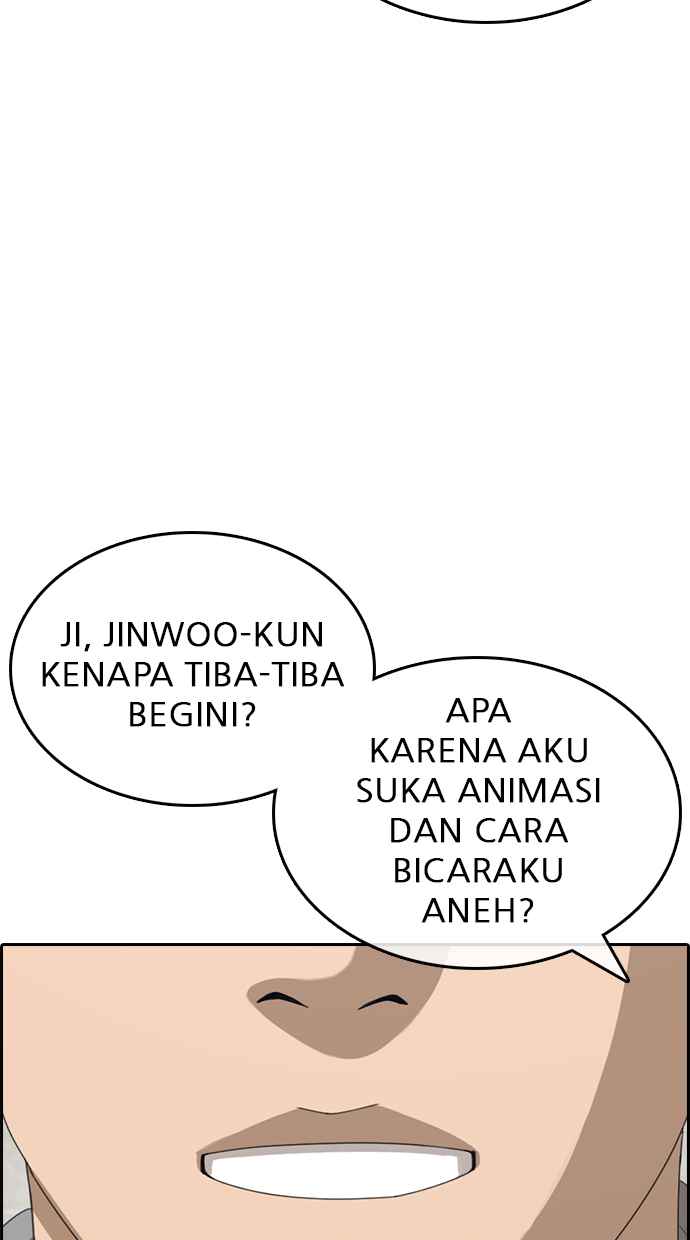 JI, JINWOO-KUN
KENAPA TIBA-TIBA
BEGINI?
APA
KARENA AKU
SUKA ANIMASI
DAN CARA
BICARAKU
ANEH?